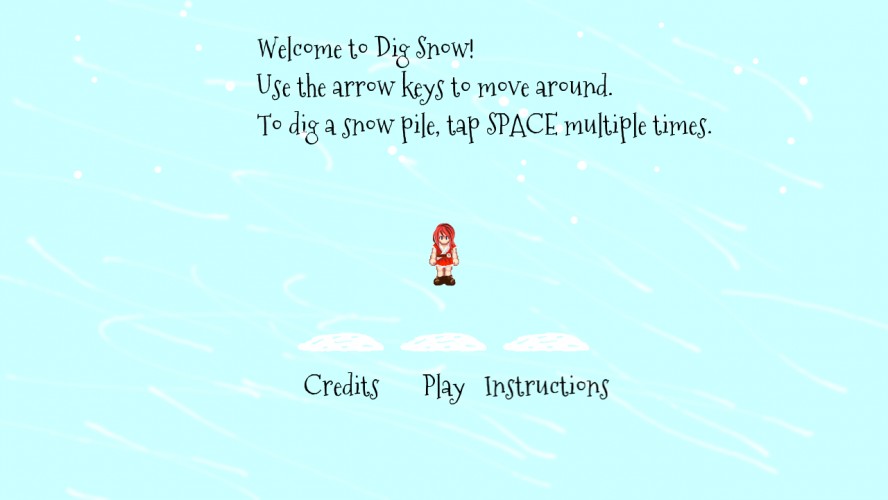 Welcome to Dig Snow!
Use the arrow keys to move around.
To dig a snow pile, tap SPACE multiple times.
Credits Play Instructions